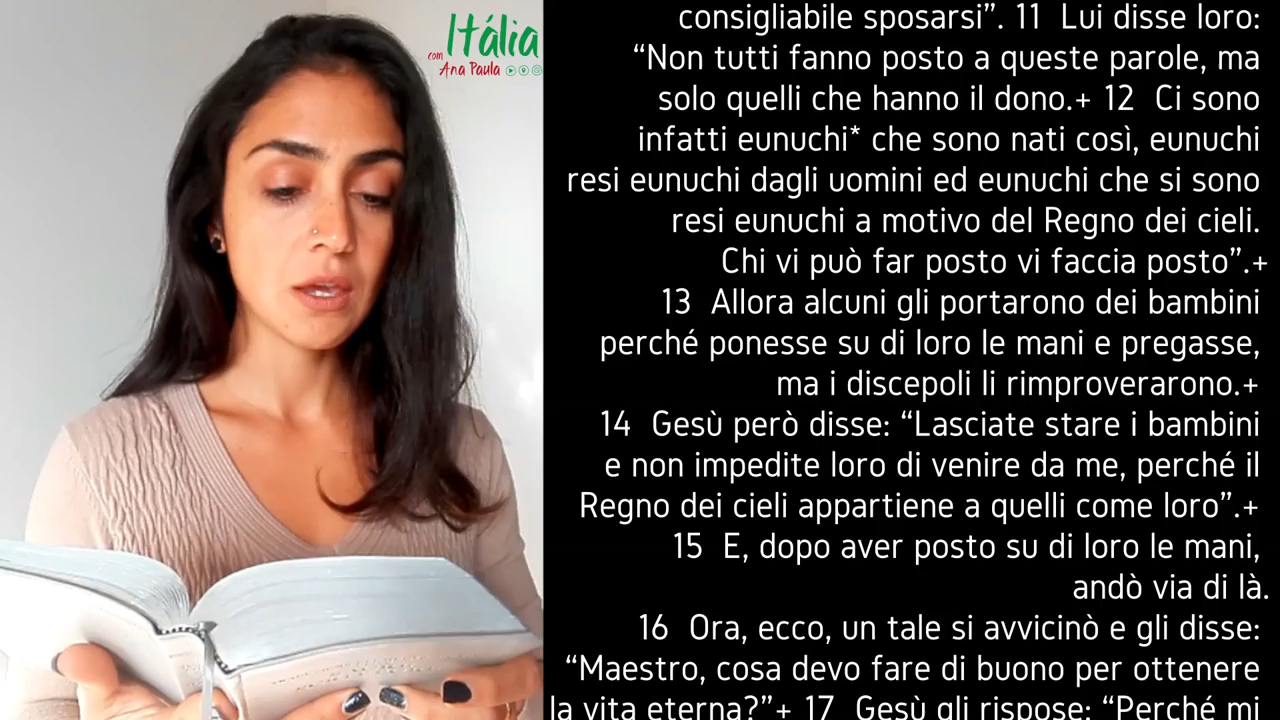 Itália
com
Ana Paula
consigliabile sposarsi”. 11 Lui disse loro:
“Non tutti fanno posto a queste parole, ma
solo quelli che hanno il dono.+ 12 Ci sono
infatti eunuchi* che sono nati così, eunuchi
resi eunuchi dagli uomini ed eunuchi che si sono
resi eunuchi a motivo del Regno dei cieli.
Chi vi può far posto vi faccia posto”.+
13 Allora alcuni gli portarono dei bambini
perché ponesse su di loro le mani e pregasse,
ma i discepoli li rimproverarono.+
14 Gesù però disse: “Lasciate stare i bambini
e non impedite loro di venire da me, perché il
Regno dei cieli appartiene a quelli come loro”.+
15 E, dopo aver posto su di loro le mani,
andò via di là.
16 Ora, ecco, un tale si avvicinò e gli disse:
“Maestro, cosa devo fare di buono per ottenere
la vita eterna?”+ 17 Gesù gli rispose: “Perché mi